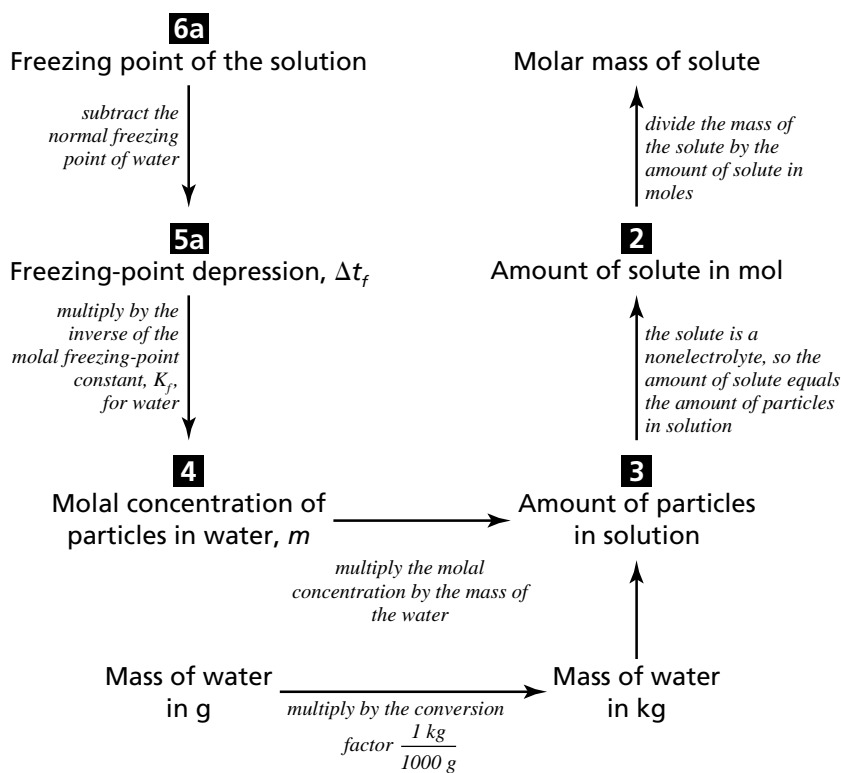 6a
Freezing point of the solution
subtract the
normal freezing
point of water
5a
Freezing-point depression, Δt_f
multiply by the
inverse of the
molal freezing-point
constant, K_f,
for water
4
Molal concentration of
particles in water, m
multiply the molal
concentration by the mass of
the water
Mass of water
in g
multiply by the conversion
factor 1 kg
1000 g
Mass of water
in kg
3
Amount of particles
in solution
the solute is a
nonelectrolyte, so the
amount of solute equals
the amount of particles
in solution
2
Amount of solute in mol
divide the mass of
the solute by the
amount of solute in
moles
Molar mass of solute